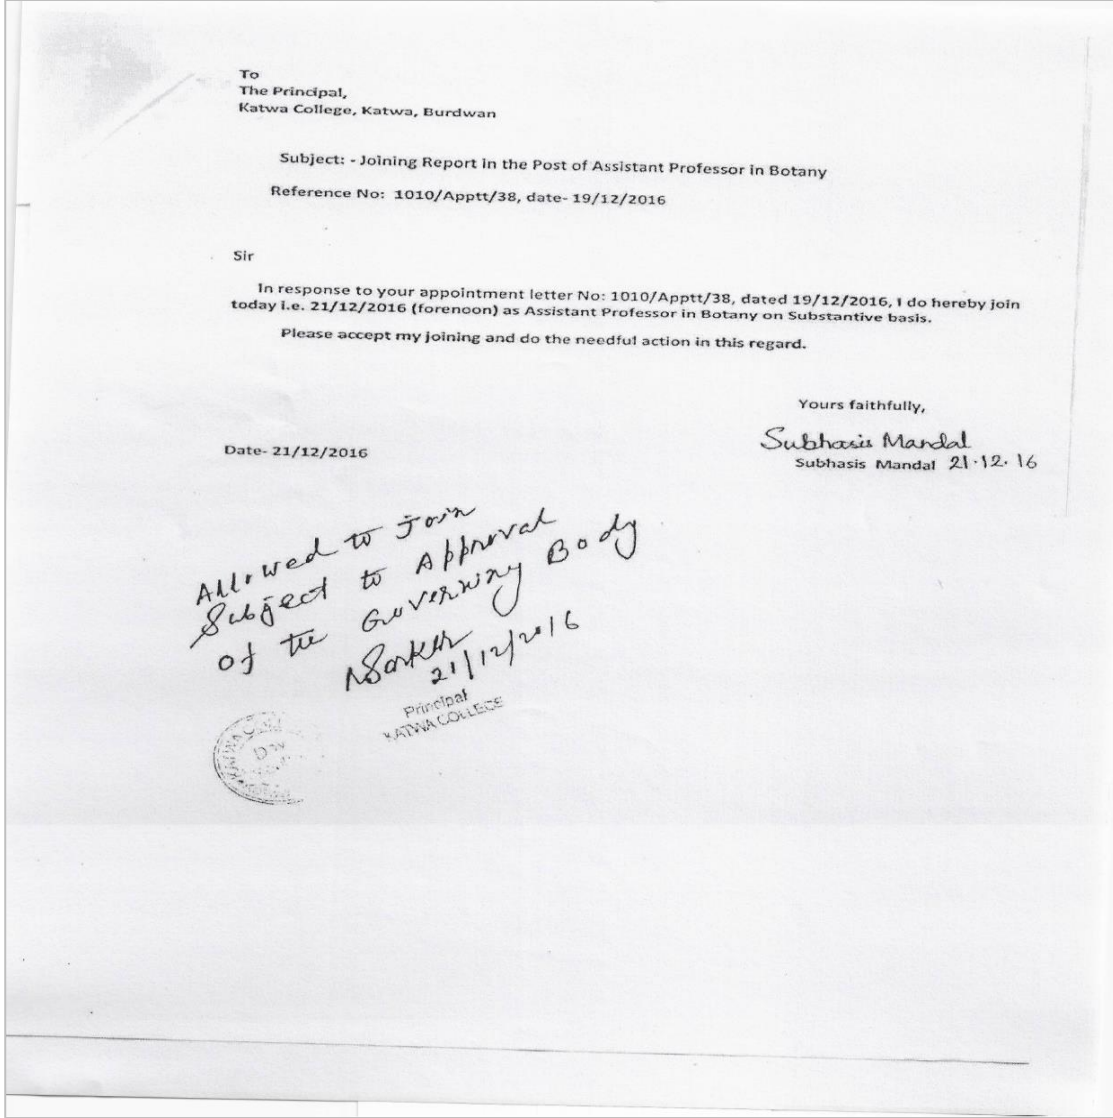 To
The Principal,
Katwa College, Katwa, Burdwan
Subject: - Joining Report in the Post of Assistant Professor in Botany
Reference No: 1010/Apptt/38, date- 19/12/2016
Sir
In response to your appointment letter No: 1010/Apptt/38, dated 19/12/2016, I do hereby join
today i.e. 21/12/2016 (forenoon) as Assistant Professor in Botany on Substantive basis.
Please accept my joining and do the needful action in this regard.
Yours faithfully,
Subhasis Mandal
Date- 21/12/2016
Subhasis Mandal 21.12.16
Allowed to Join
Subject to Approval
of the Governing Body
21/12/2016
Principal
KATWA COLLEGE
KATWA